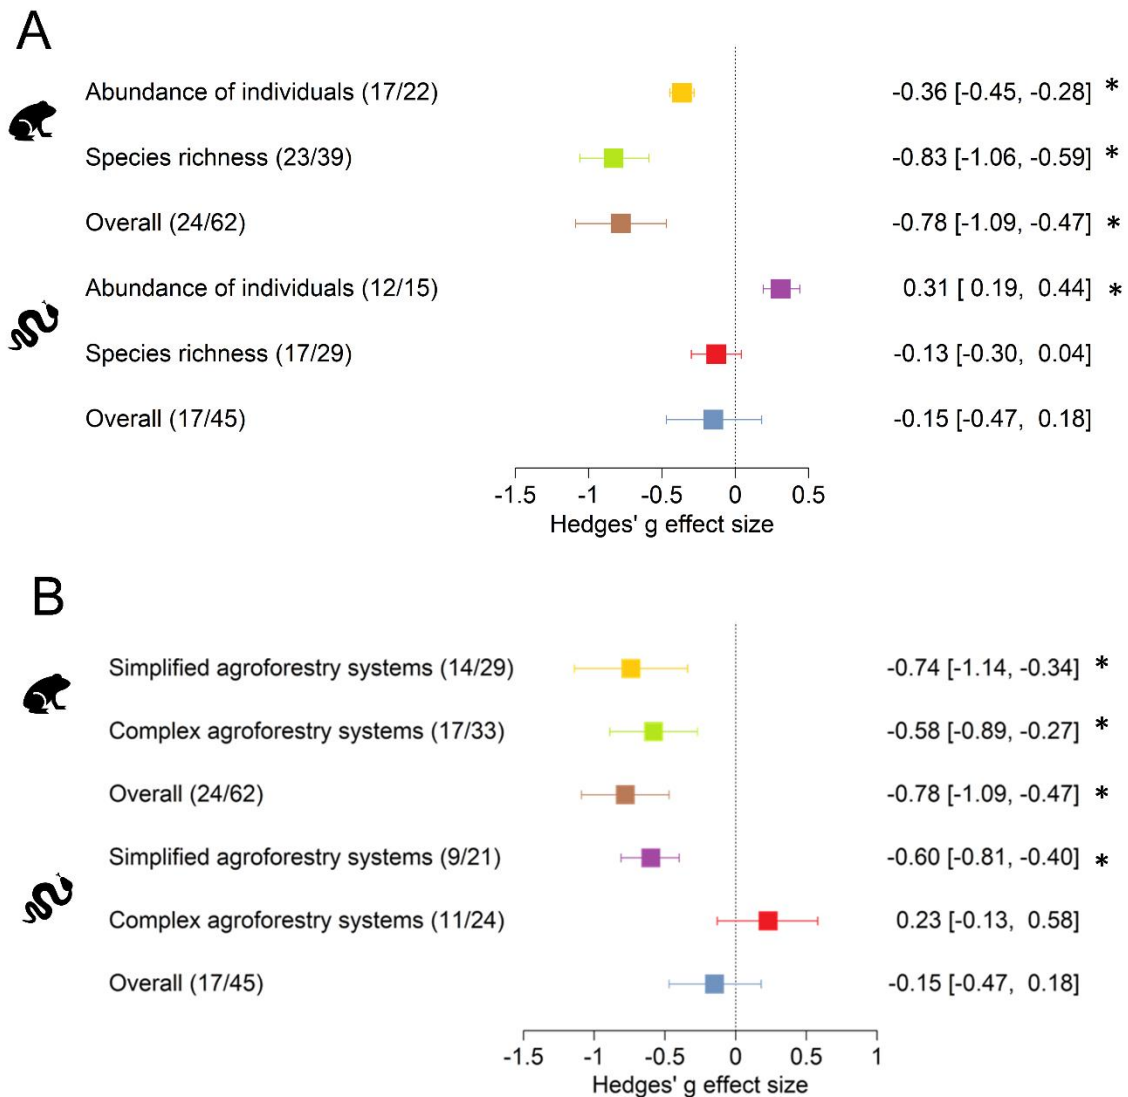 A
Abundance of individuals (17/22) -0.36 [-0.45, -0.28] *
Species richness (23/39) -0.83 [-1.06, -0.59] *
Overall (24/62) -0.78 [-1.09, -0.47] *
Abundance of individuals (12/15) 0.31 [ 0.19, 0.44] *
Species richness (17/29) -0.13 [-0.30, 0.04]
Overall (17/45) -0.15 [-0.47, 0.18]
-1.5 -1 -0.5 0 0.5
Hedges' g effect size
B
Simplified agroforestry systems (14/29) -0.74 [-1.14, -0.34] *
Complex agroforestry systems (17/33) -0.58 [-0.89, -0.27] *
Overall (24/62) -0.78 [-1.09, -0.47] *
Simplified agroforestry systems (9/21) -0.60 [-0.81, -0.40] *
Complex agroforestry systems (11/24) 0.23 [-0.13, 0.58]
Overall (17/45) -0.15 [-0.47, 0.18]
-1.5 -1 -0.5 0 0.5 1
Hedges' g effect size